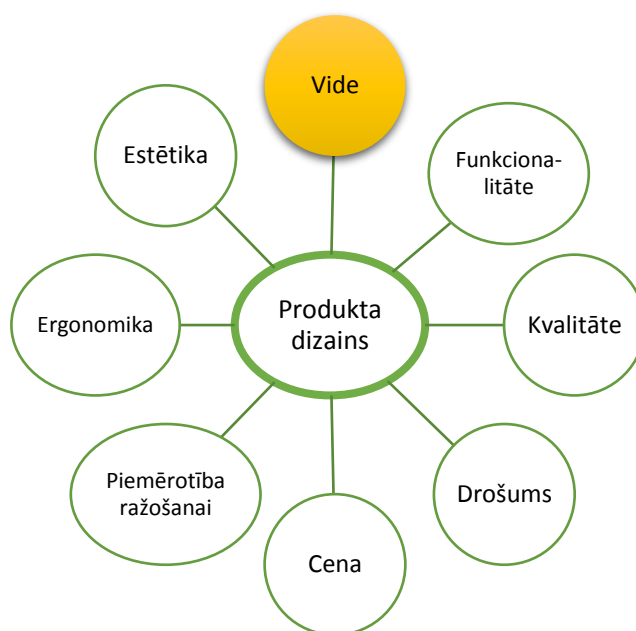 Vide
Estētika
Funkciona-
litāte
Ergonomika
Produkta
dizains
Kvalitāte
Piemērotība
ražošanai
Drošums
Cena